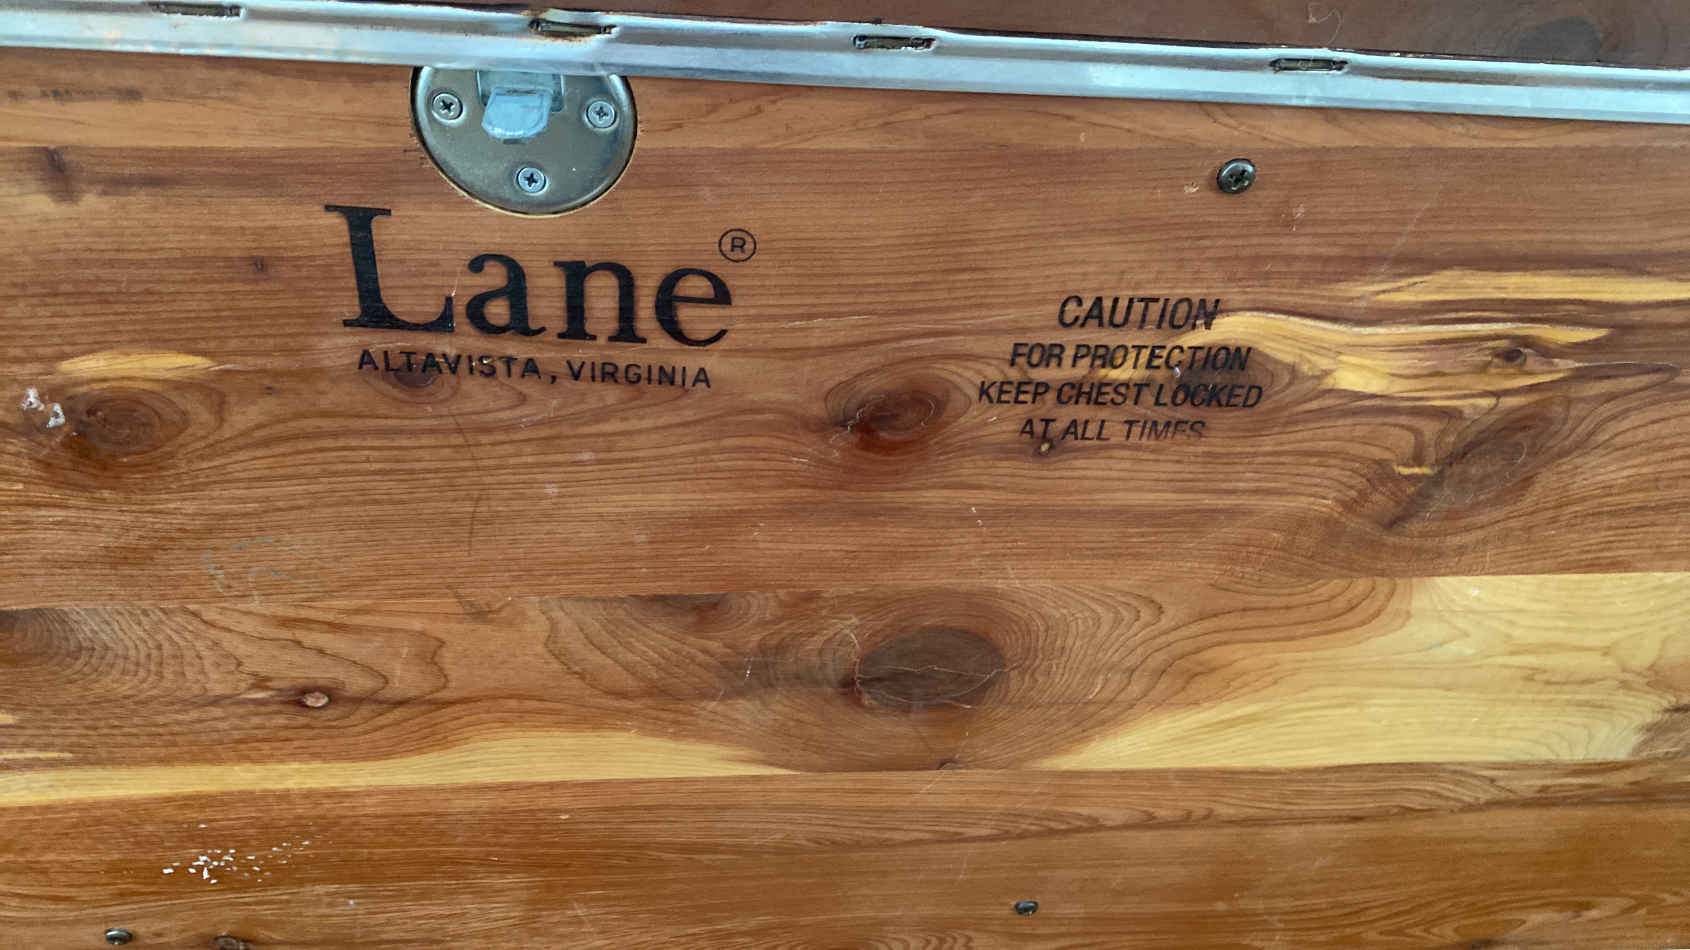 Lane®
ALTAVISTA, VIRGINIA
CAUTION
FOR PROTECTION
KEEP CHEST LOCKED
AT ALL TIMES